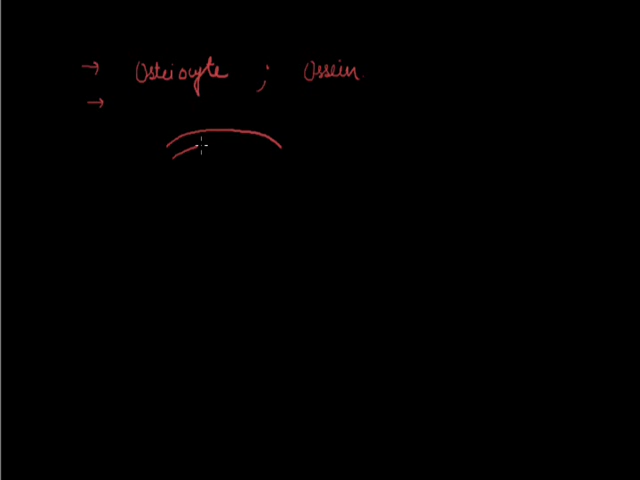 → Osteiocyte ; Ossein
→